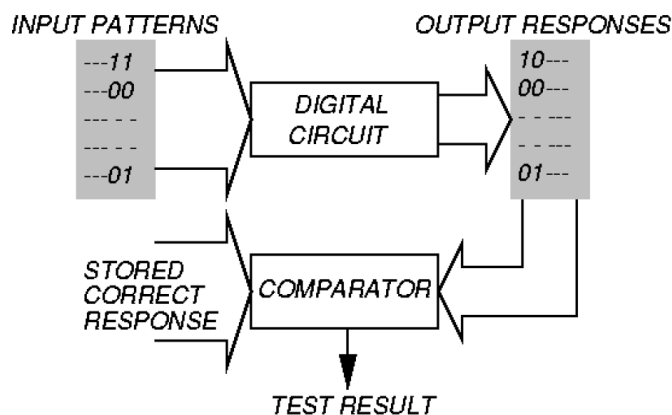 INPUT PATTERNS
OUTPUT RESPONSES
---11
---00
--- - -
--- - -
---01
DIGITAL
CIRCUIT
10---
00---
- - ---
- - ---
01---
STORED
CORRECT
RESPONSE
COMPARATOR
TEST RESULT